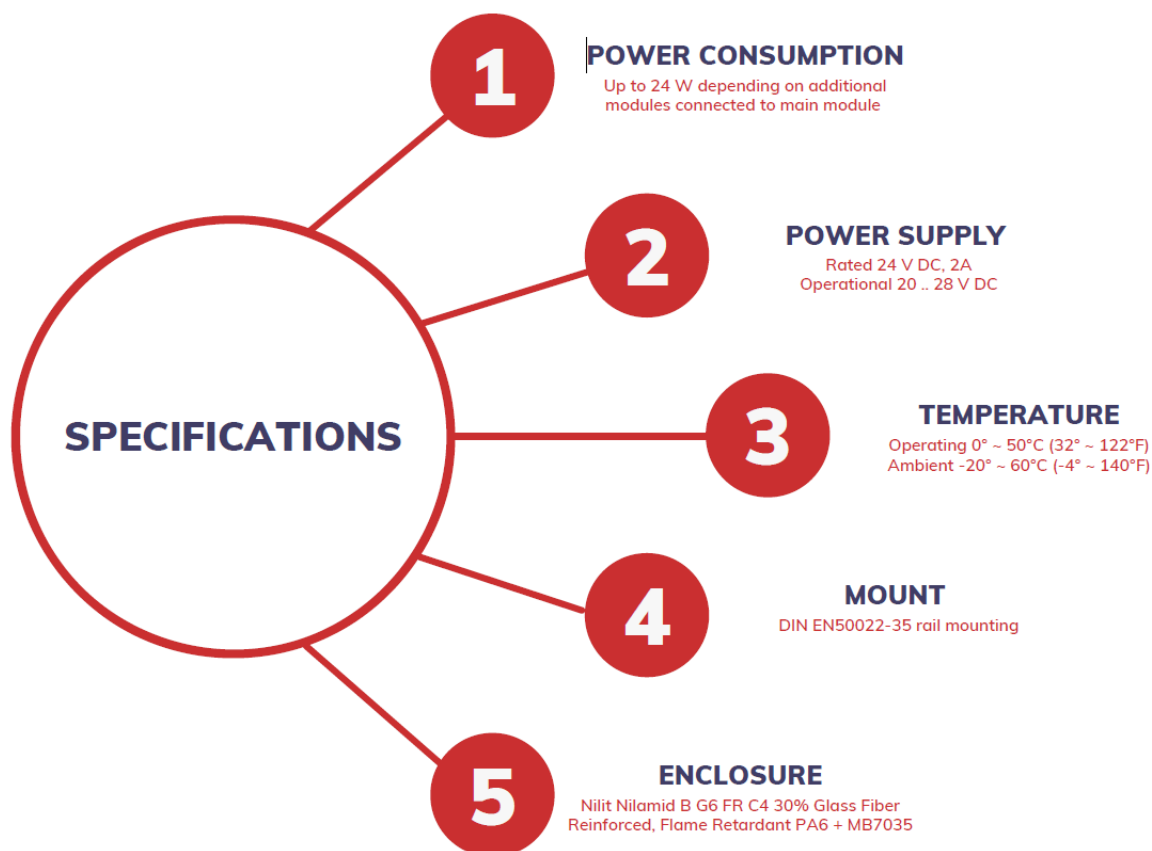 SPECIFICATIONS
1
POWER CONSUMPTION
Up to 24 W depending on additional
modules connected to main module
2
POWER SUPPLY
Rated 24 V DC, 2A
Operational 20 .. 28 V DC
3
TEMPERATURE
Operating 0° ~ 50°C (32° ~ 122°F)
Ambient -20° ~ 60°C (-4° ~ 140°F)
4
MOUNT
DIN EN50022-35 rail mounting
5
ENCLOSURE
Nilit Nilamid B G6 FR C4 30% Glass Fiber
Reinforced, Flame Retardant PA6 + MB7035